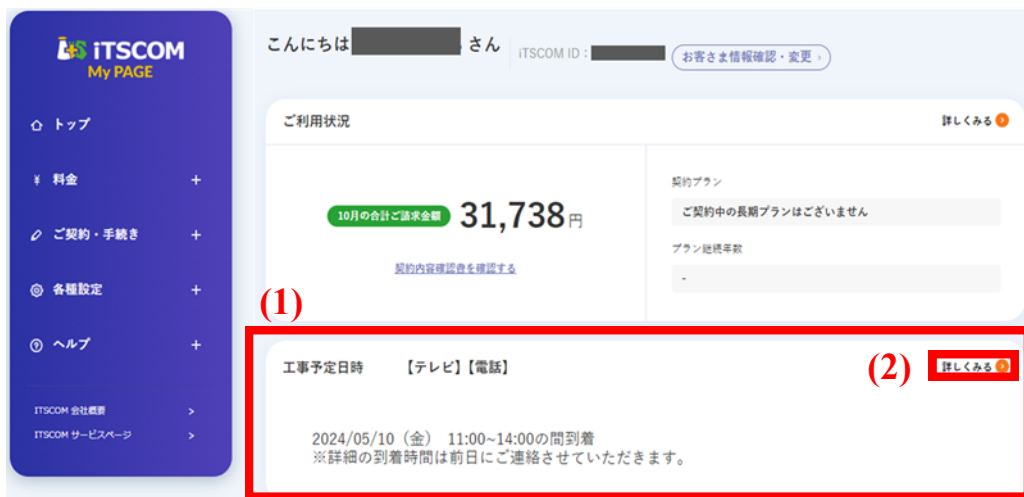 iTSCOM
My PAGE
トップ
料金
ご契約・手続き
各種設定
ヘルプ
ITSCOM 会社概要
ITSCOM サービスページ
こんにちは さん
iTSCOM ID：
お客さま情報確認・変更
ご利用状況
詳しくみる
10月の合計ご請求金額 31,738円
契約内容確認書を確認する
契約プラン
ご契約中の長期プランはございません
プラン継続年数
-
(1)
工事予定日時 【テレビ】【電話】
(2)
詳しくみる
2024/05/10（金） 11:00~14:00の間到着
※詳細の到着時間は前日にご連絡させていただきます。